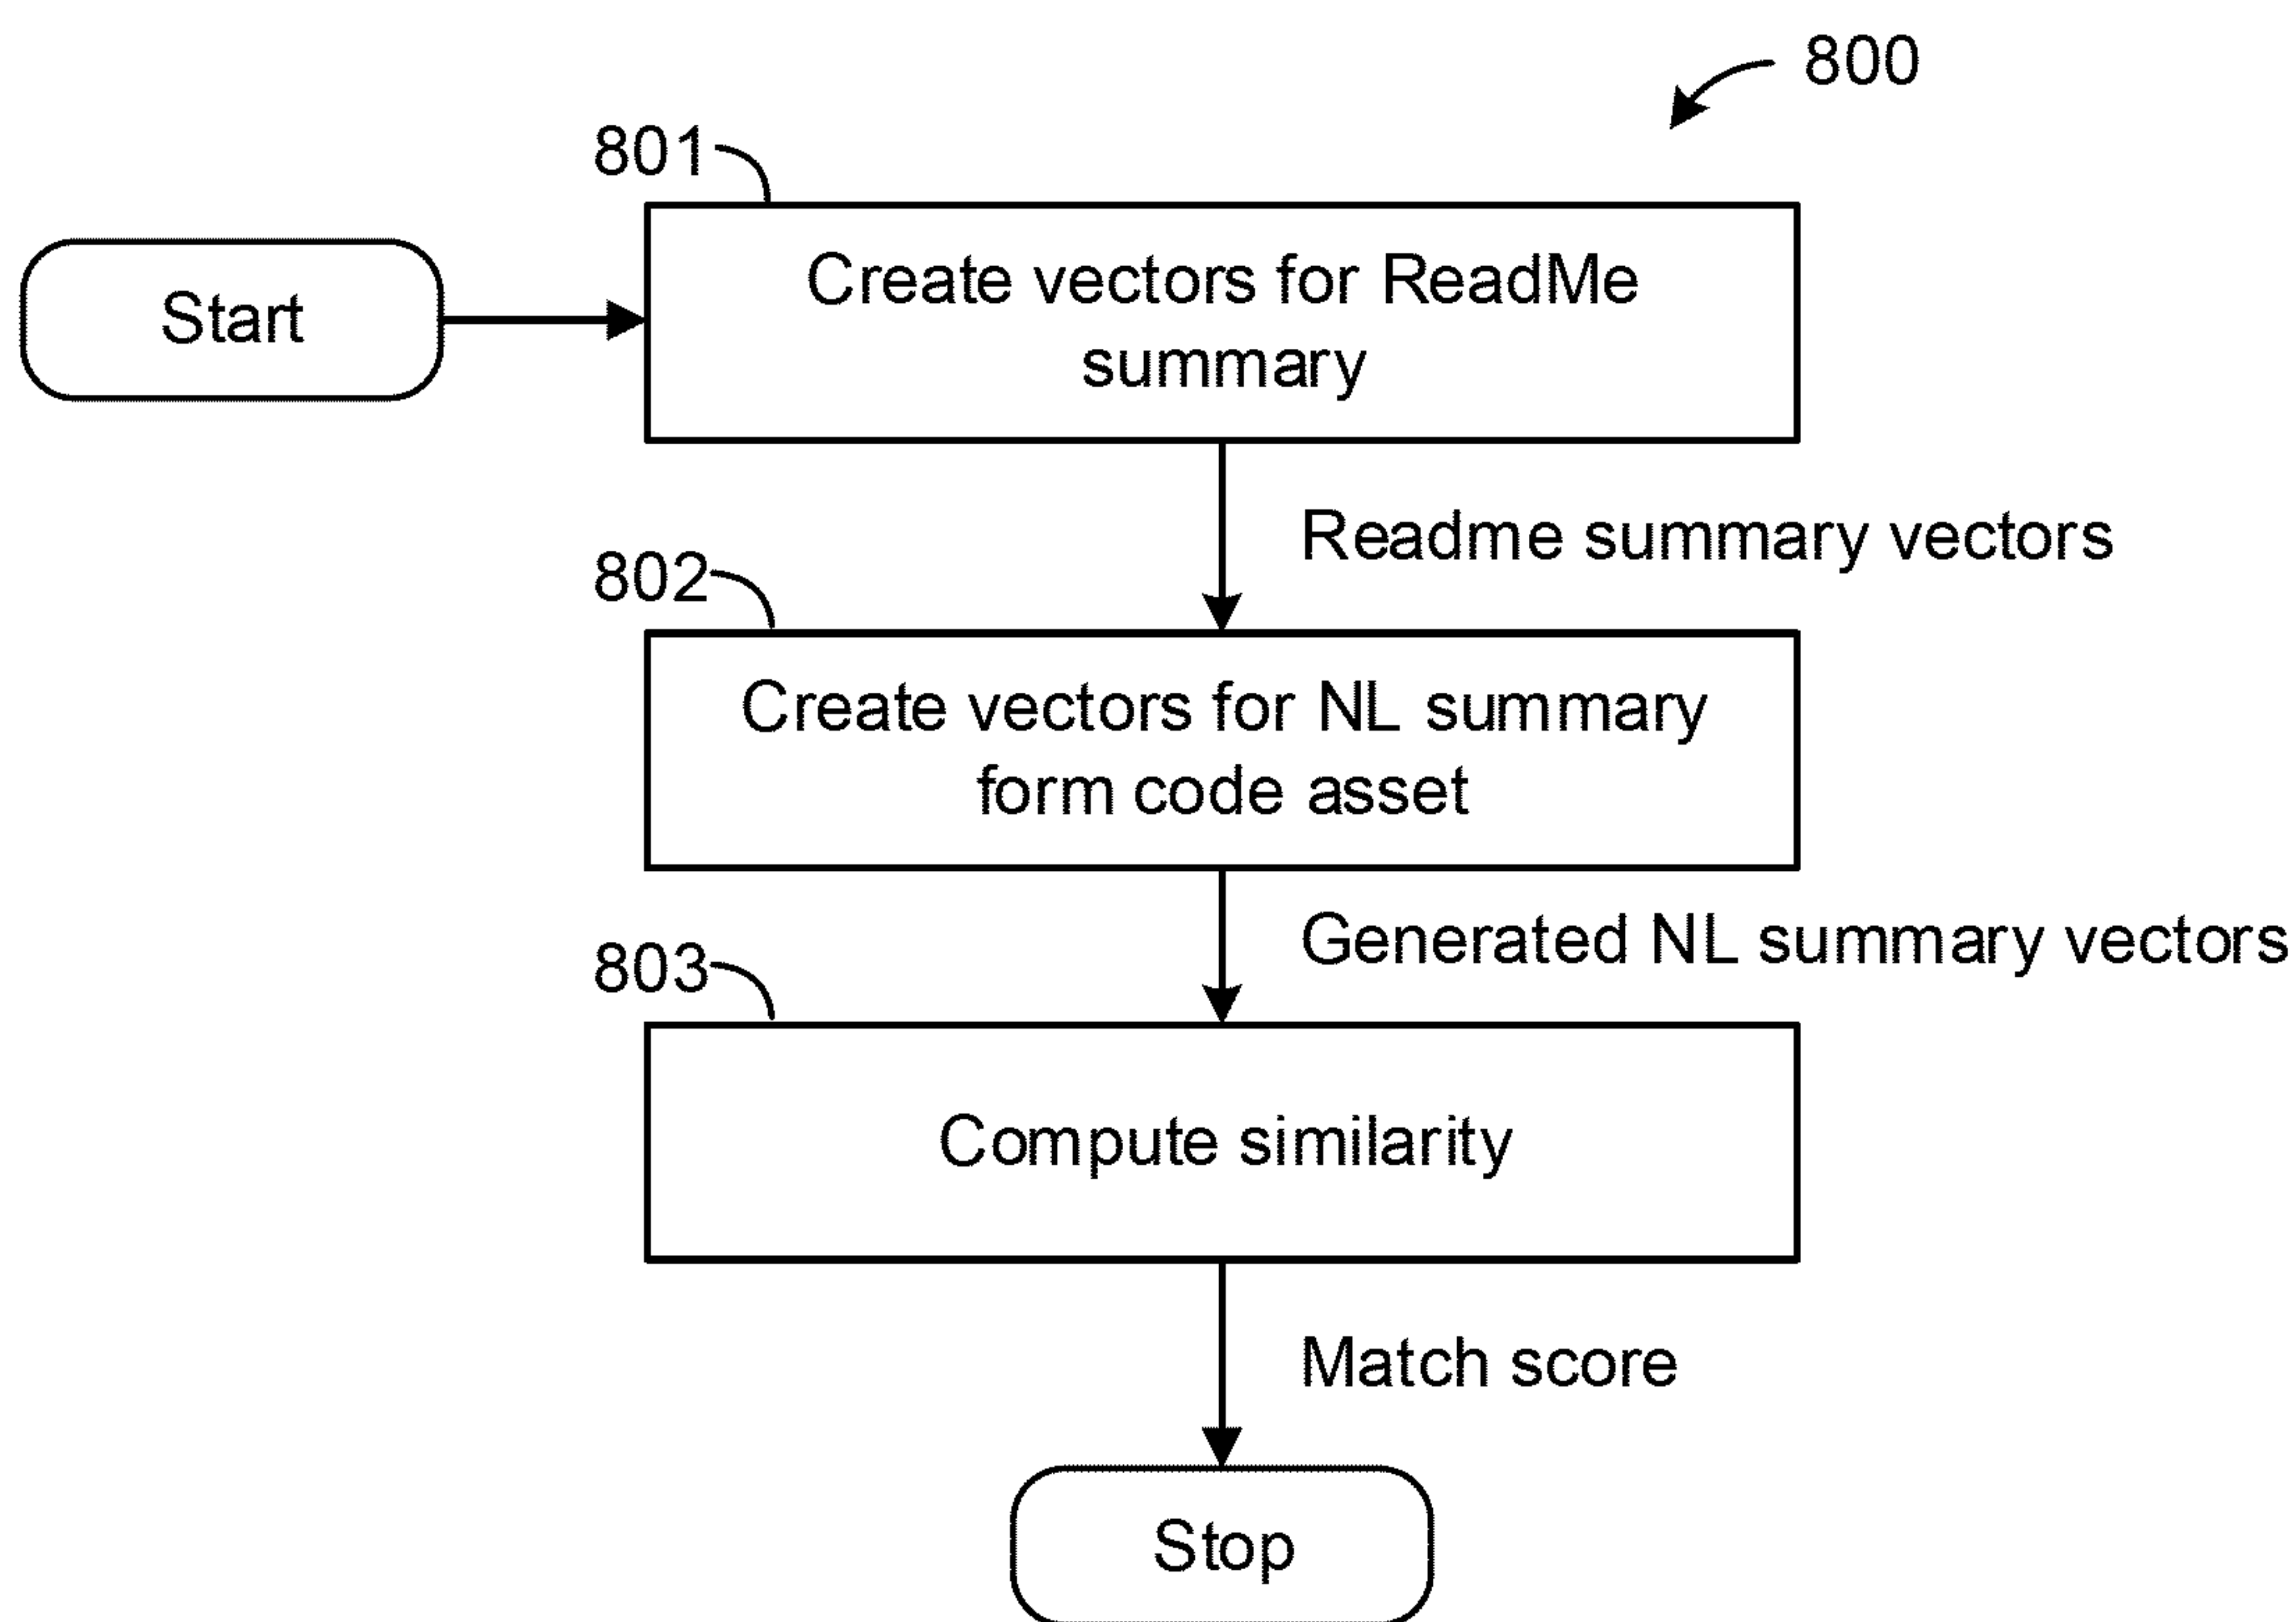 800
801
Start
Create vectors for ReadMe
summary
Readme summary vectors
802
Create vectors for NL summary
form code asset
Generated NL summary vectors
803
Compute similarity
Match score
Stop